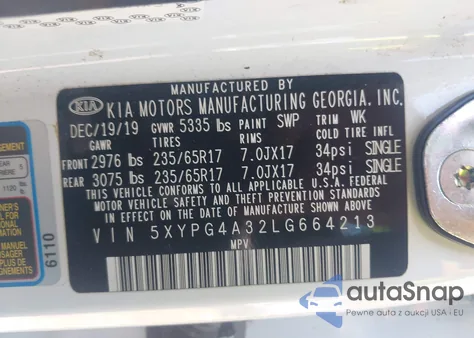 MANUFACTURED BY
KIA KIA MOTORS MANUFACTURING GEORGIA, INC.
DEC/19/19 GVWR 5335 lbs PAINT SWP TRIM WK
GAWR TIRES RIMS COLD INFL
FRONT 2976 lbs 235/65R17 7.0JX17 34psi SINGLE
REAR 3075 lbs 235/65R17 7.0JX17 34psi SINGLE
THIS VEHICLE CONFORMS TO ALL APPLICABLE U.S.A. FEDERAL
MOTOR VEHICLE SAFETY AND THEFT PREVENTION STANDARDS
IN EFFECT ON THE DATE OF MANUFACTURE SHOWN ABOVE.
VIN 5XYPG4A32LG664213
MPV
6110
autoSnap
Pewne auta z aukcji USA - EU